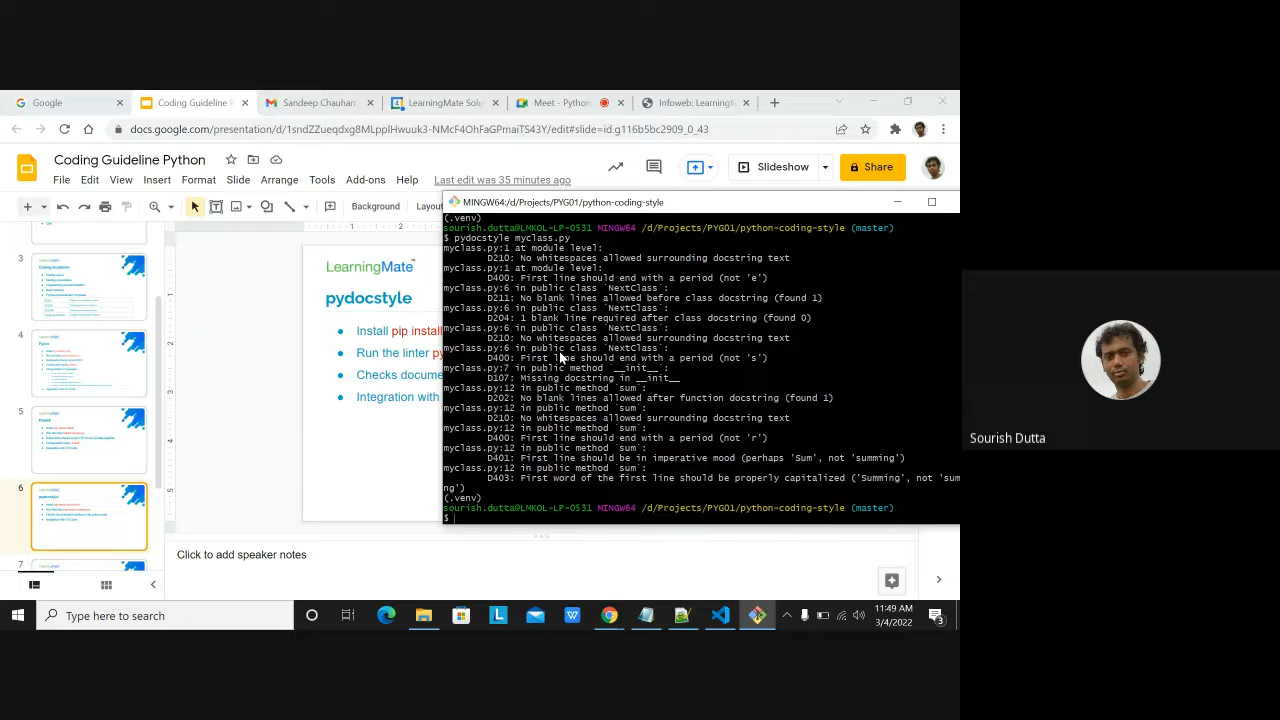 Google
Coding Guideline P
Sandeep Chauhan
LearningMate Solu
Meet - Python
Infoweb: LearningM
docs.google.com/presentation/d/1sndZZueqdxg8MLpplHwuuk3-NMcF4OhFaGPmaiTS43Y/edit#slide=id.g116b5bc2909_0_43
Coding Guideline Python
File Edit View Format Slide Arrange Tools Add-ons Help Last edit was 35 minutes ago
Slideshow
Share
Background
Layou
MINGW64:/d/Projects/PYG01/python-coding-style
(.venv)
sourish.dutta@LMKOL-LP-0531 MINGW64 /d/Projects/PYG01/python-coding-style (master)
$ pydocstyle myclass.py
myclass.py:1 at module level:
D210: No whitespaces allowed surrounding docstring text
myclass.py:1 at module level:
D400: First line should end with a period (not 'e')
myclass.py:6 in public class `NextClass`:
D211: No blank lines allowed before class docstring (found 1)
myclass.py:6 in public class `NextClass`:
D203: 1 blank line required after class docstring (found 0)
myclass.py:6 in public class `NextClass`:
D210: No whitespaces allowed surrounding docstring text
myclass.py:6 in public class `NextClass`:
D400: First line should end with a period (not 's')
myclass.py:7 in public method `__init__`:
D107: Missing docstring in __init__
myclass.py:12 in public method `sum`:
D202: No blank lines allowed after function docstring (found 1)
myclass.py:12 in public method `sum`:
D210: No whitespaces allowed surrounding docstring text
myclass.py:12 in public method `sum`:
D400: First line should end with a period (not 'r')
myclass.py:12 in public method `sum`:
D401: First line should be in imperative mood (perhaps 'Sum', not 'summing')
myclass.py:12 in public method `sum`:
D403: First word of the first line should be properly capitalized ('Summing', not 'sum
ng')
(.venv)
sourish.dutta@LMKOL-LP-0531 MINGW64 /d/Projects/PYG01/python-coding-style (master)
$
earningMate
pydocstyle
Install pip install
Run the linter py
Checks docume
Integration with
3
Coding Guideline
4
5
6
pydocstyle
7
Click to add speaker notes
Sourish Dutta
Type here to search
11:49 AM
3/4/2022
3